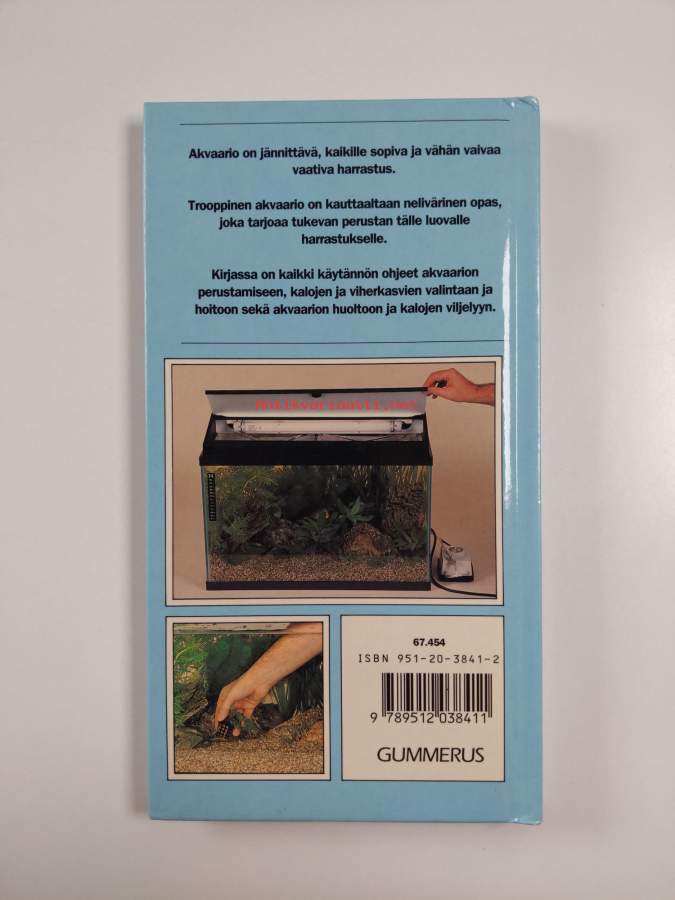 Akvaario on jännittävä, kaikille sopiva ja vähän vaivaa
vaativa harrastus.
Trooppinen akvaario on kauttaaltaan nelivärinen opas,
joka tarjoaa tukevan perustan tälle luovalle
harrastukselle.
Kirjassa on kaikki käytännön ohjeet akvaarion
perustamiseen, kalojen ja viherkasvien valintaan ja
hoitoon sekä akvaarion huoltoon ja kalojen viljelyyn.
Antikvariaatti.net
67.454
ISBN 951-20-3841-2
9 789512 038411
GUMMERUS